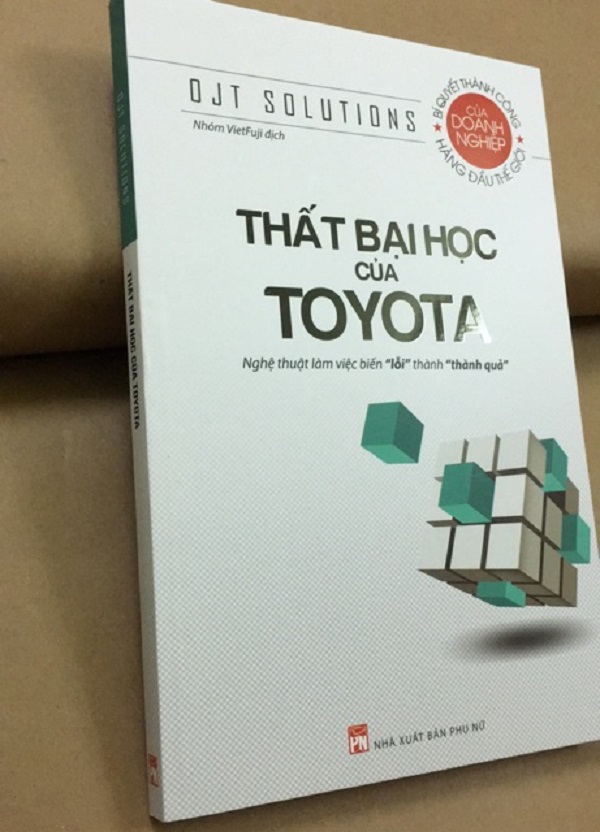 OJT SOLUTIONS
Nhóm VietFuji dịch
BÍ QUYẾT THÀNH CÔNG
CỦA
DOANH
NGHIỆP
HÀNG ĐẦU THẾ GIỚI
THẤT BẠI HỌC
CỦA
TOYOTA
Nghệ thuật làm việc biến "lỗi" thành "thành quả"
PN
NHÀ XUẤT BẢN PHỤ NỮ
OJT SOLUTIONS
THẤT BẠI HỌC CỦA TOYOTA